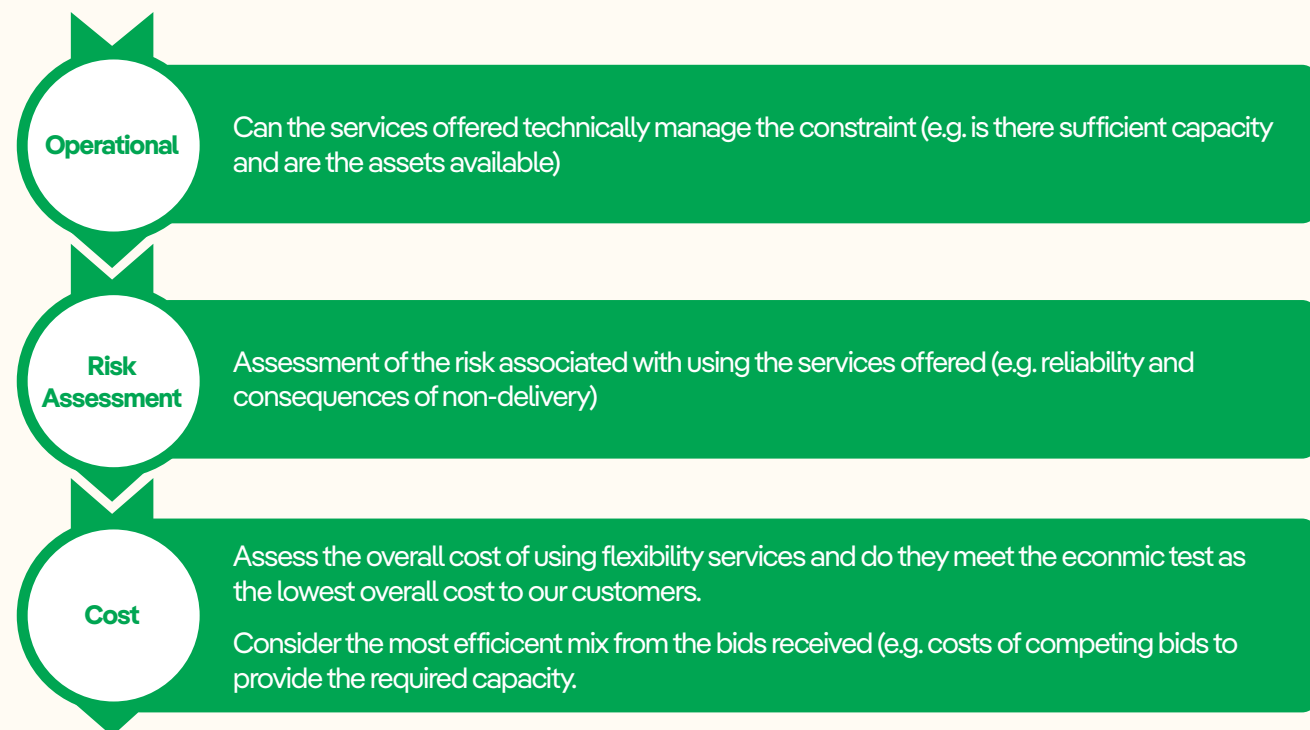 Operational
Can the services offered technically manage the constraint (e.g. is there sufficient capacity
and are the assets available)
Risk
Assessment
Assessment of the risk associated with using the services offered (e.g. reliability and
consequences of non-delivery)
Cost
Assess the overall cost of using flexibility services and do they meet the econmic test as
the lowest overall cost to our customers.
Consider the most efficicent mix from the bids received (e.g. costs of competing bids to
provide the required capacity.